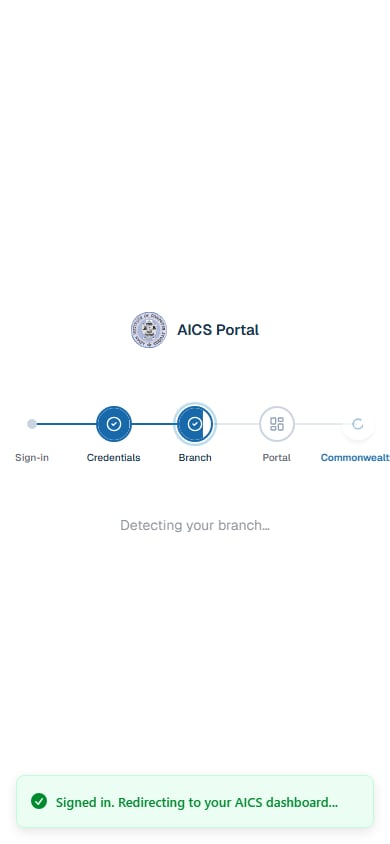 AICS Portal
Sign-in
Credentials
Branch
Portal
Commonwealt
Detecting your branch...
Signed in. Redirecting to your AICS dashboard...